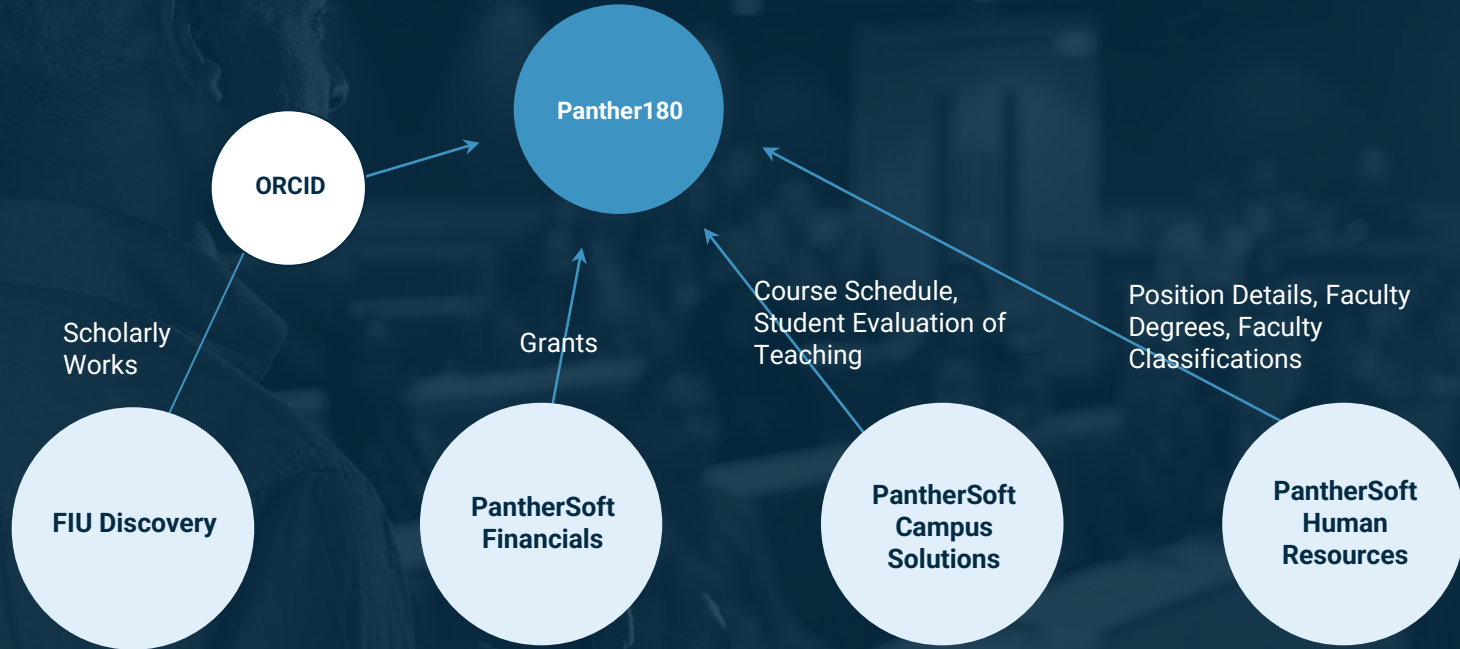 Panther180
ORCID
Scholarly
Works
Grants
Course Schedule,
Student Evaluation of
Teaching
Position Details, Faculty
Degrees, Faculty
Classifications
FIU Discovery
PantherSoft
Financials
PantherSoft
Campus
Solutions
PantherSoft
Human
Resources